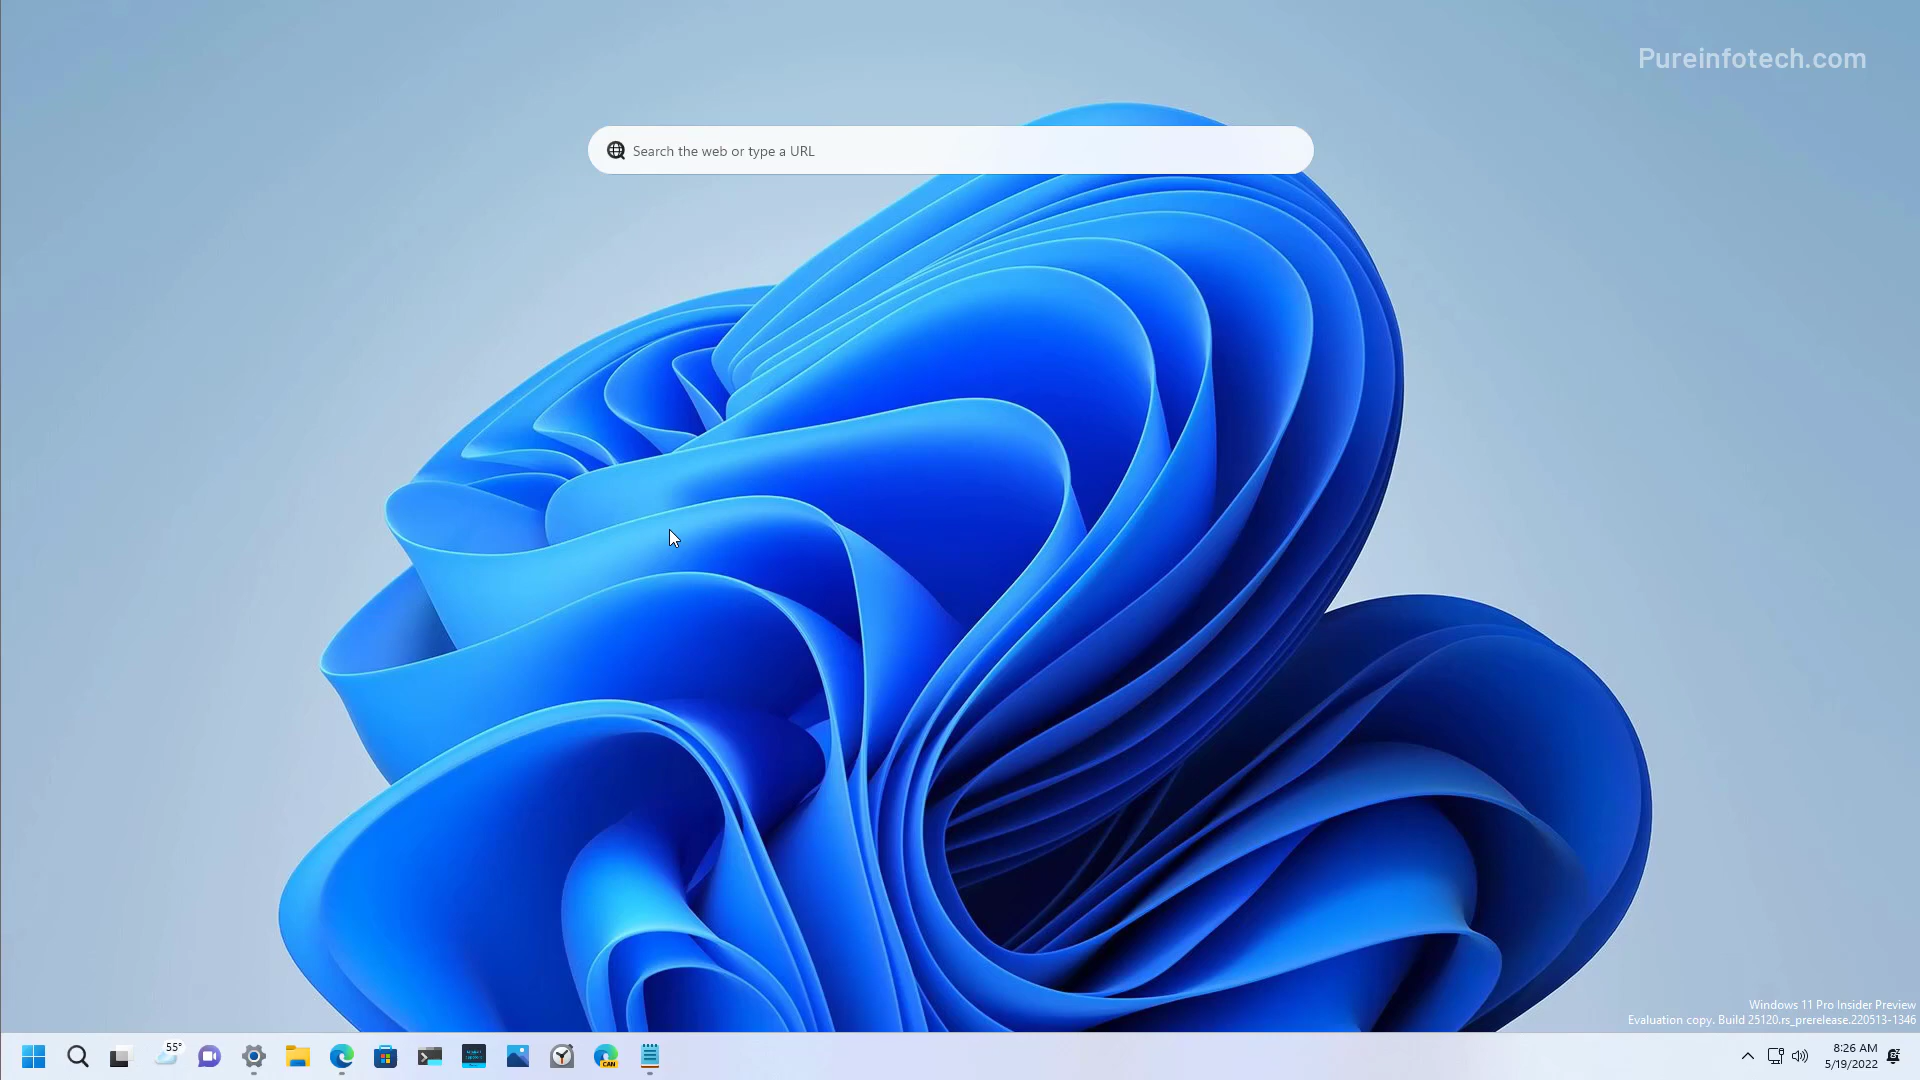 Pureinfotech.com
Search the web or type a URL
Windows 11 Pro Insider Preview
Evaluation copy. Build 25120.rs_prerelease.220513-1346
55°
CAN
8:26 AM
5/19/2022